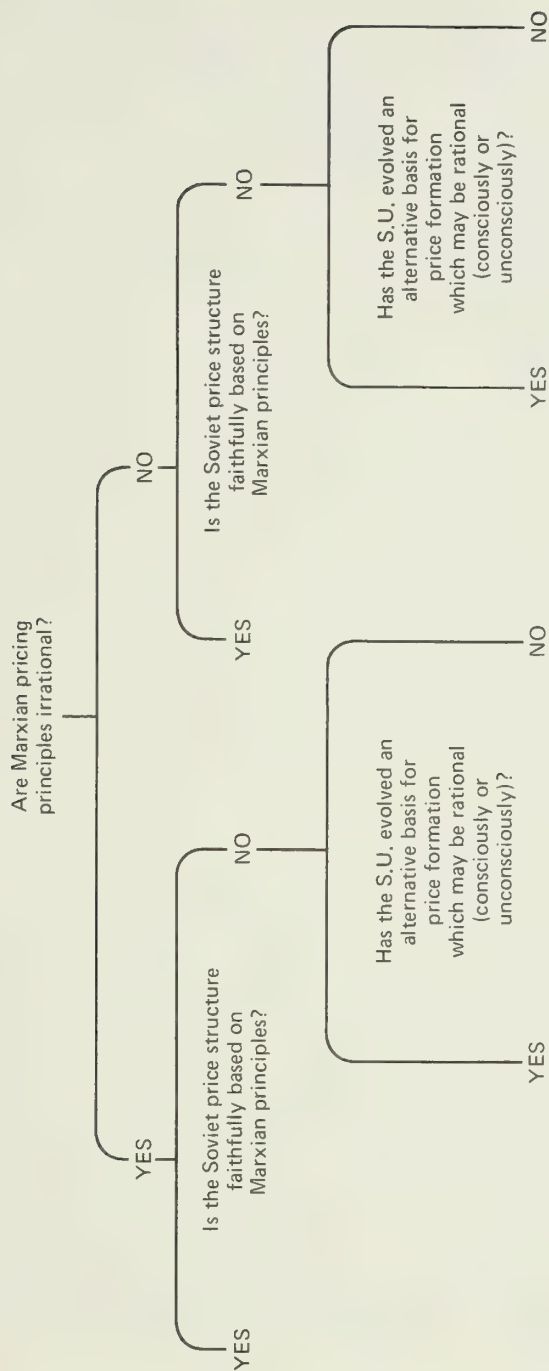 Are Marxian pricing
principles irrational?
YES
NO
Is the Soviet price structure
faithfully based on
Marxian principles?
Is the Soviet price structure
faithfully based on
Marxian principles?
YES
NO
YES
NO
Has the S.U. evolved an
alternative basis for
price formation
which may be rational
(consciously or
unconsciously)?
Has the S.U. evolved an
alternative basis for
price formation
which may be rational
(consciously or
unconsciously)?
YES
NO
YES
NO